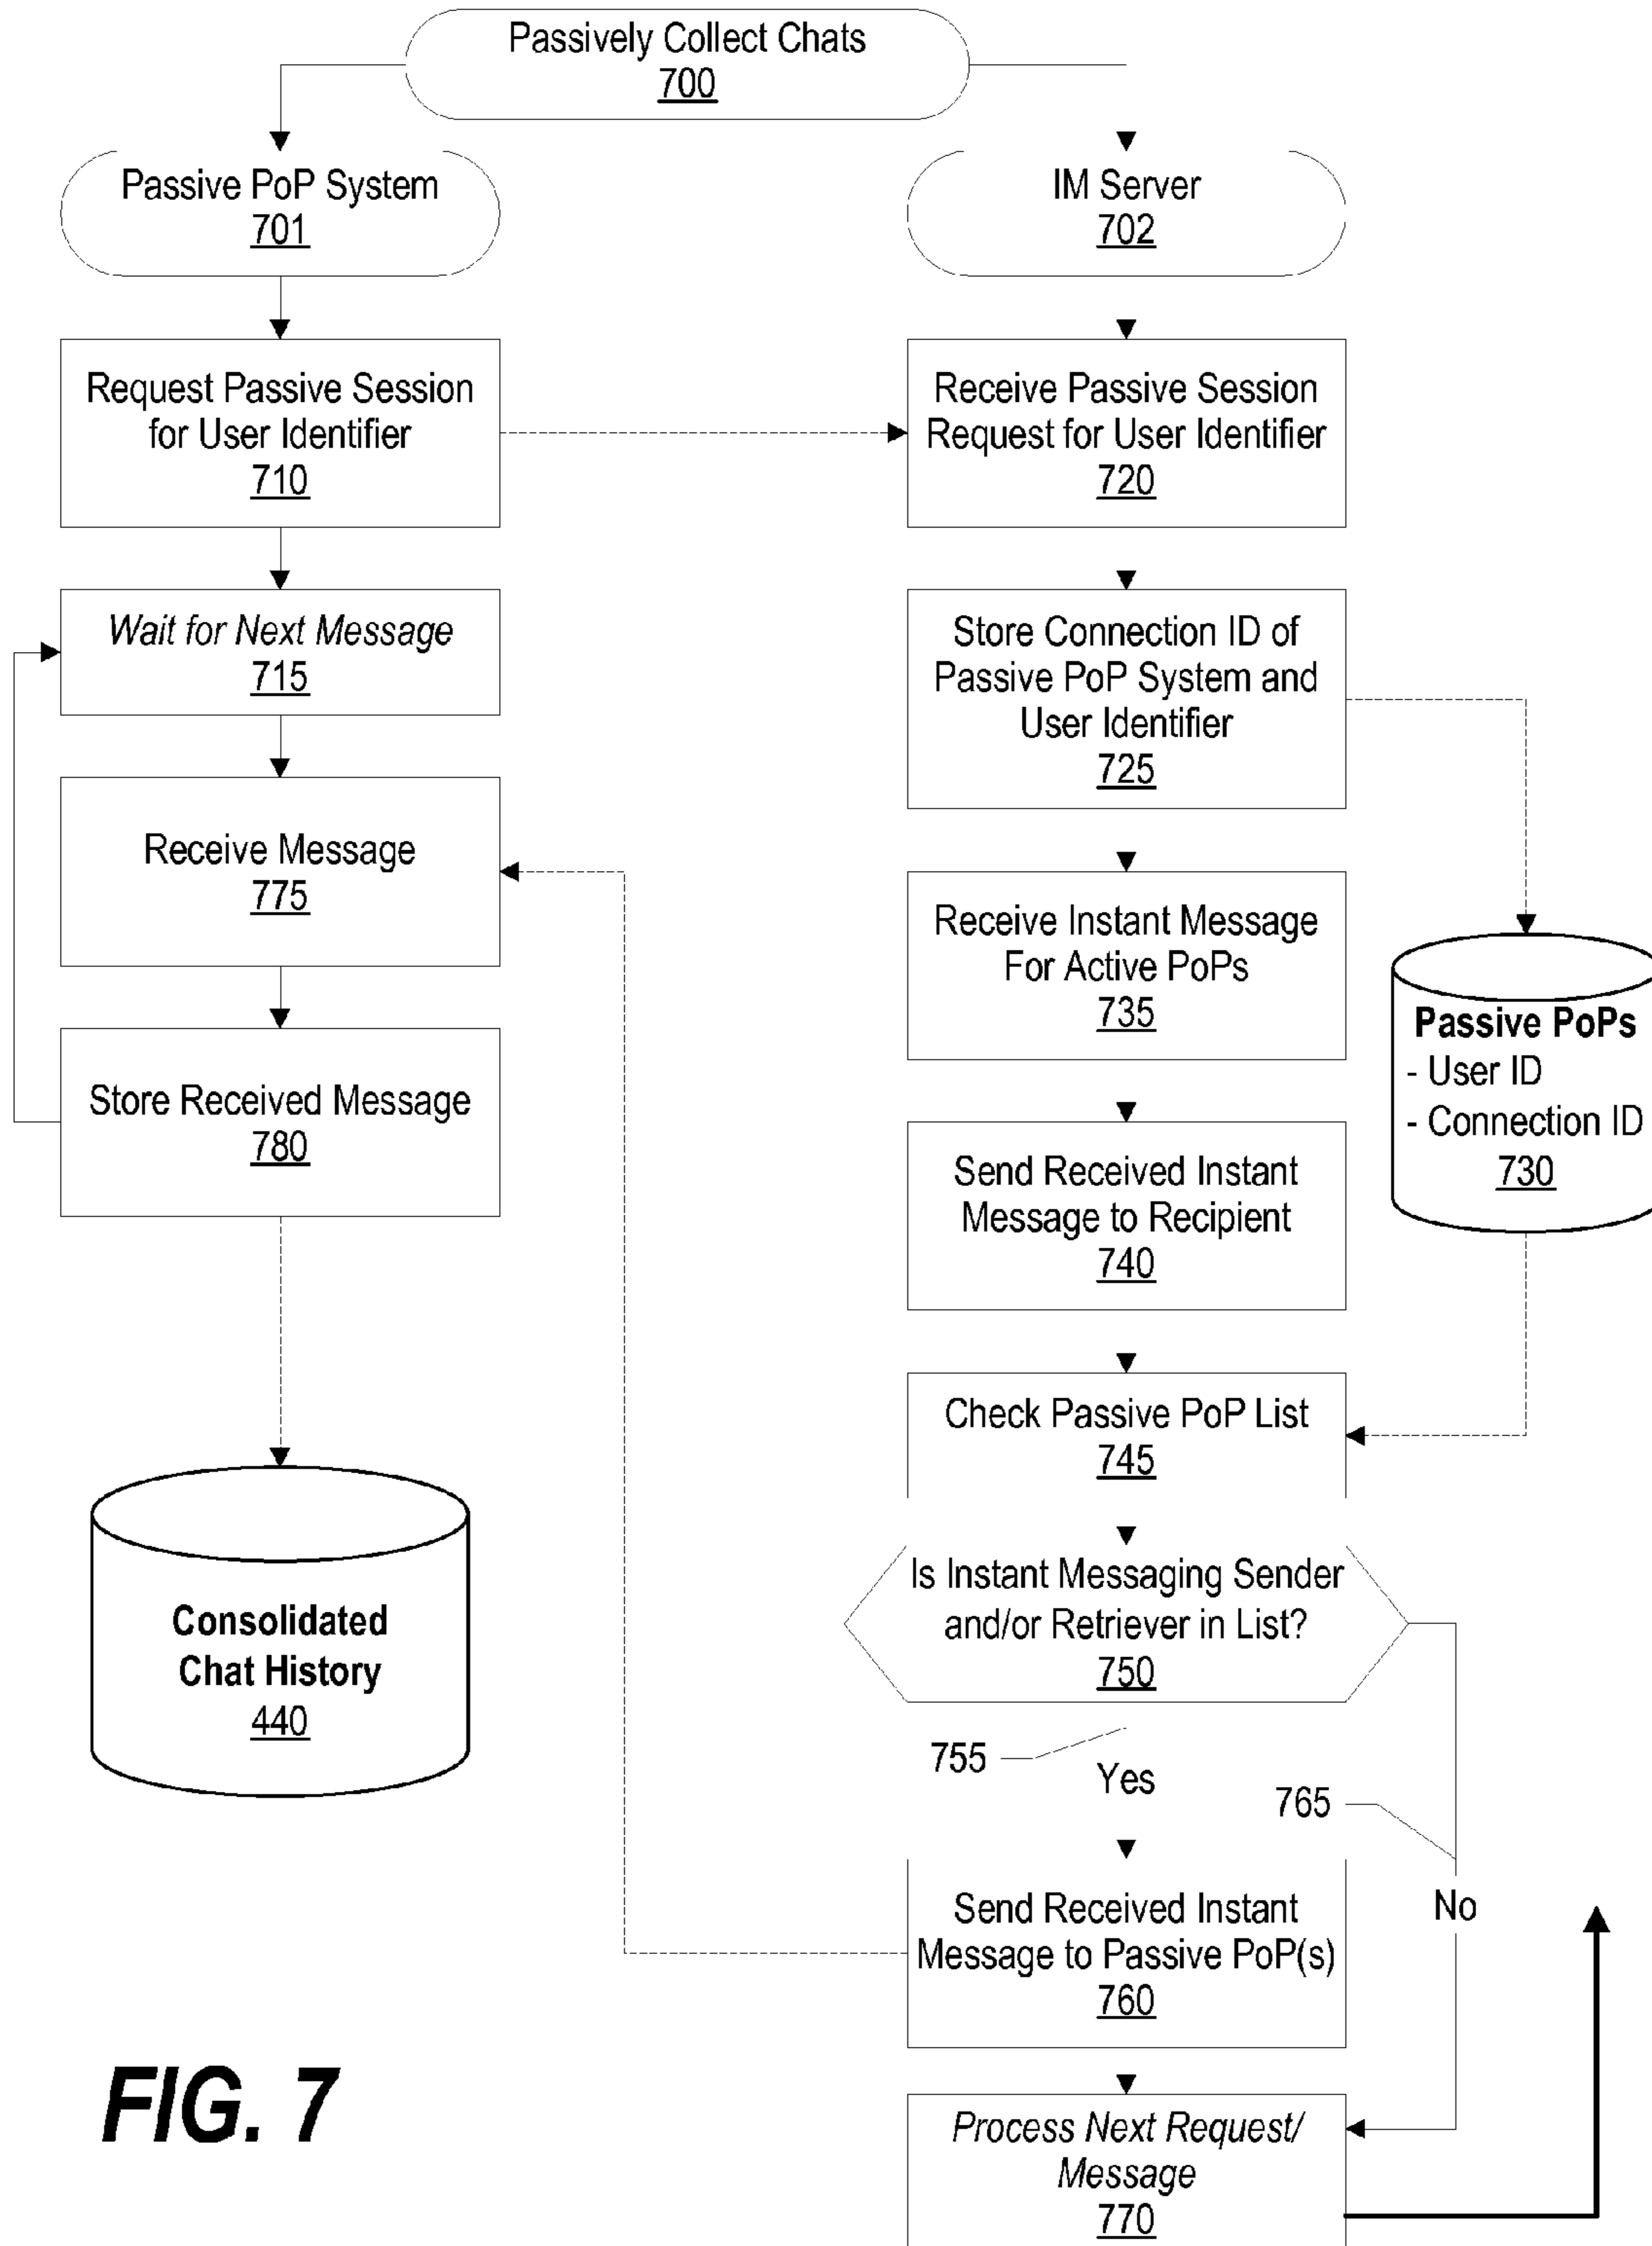 Passively Collect Chats
700
Passive PoP System
701
IM Server
702
Request Passive Session
for User Identifier
710
Receive Passive Session
Request for User Identifier
720
Wait for Next Message
715
Store Connection ID of
Passive PoP System and
User Identifier
725
Receive Message
775
Receive Instant Message
For Active PoPs
735
Passive PoPs
- User ID
- Connection ID
730
Store Received Message
780
Send Received Instant
Message to Recipient
740
Check Passive PoP List
745
Consolidated
Chat History
440
Is Instant Messaging Sender
and/or Retriever in List?
750
755
Yes
765
No
Send Received Instant
Message to Passive PoP(s)
760
Process Next Request/
Message
770
FIG. 7